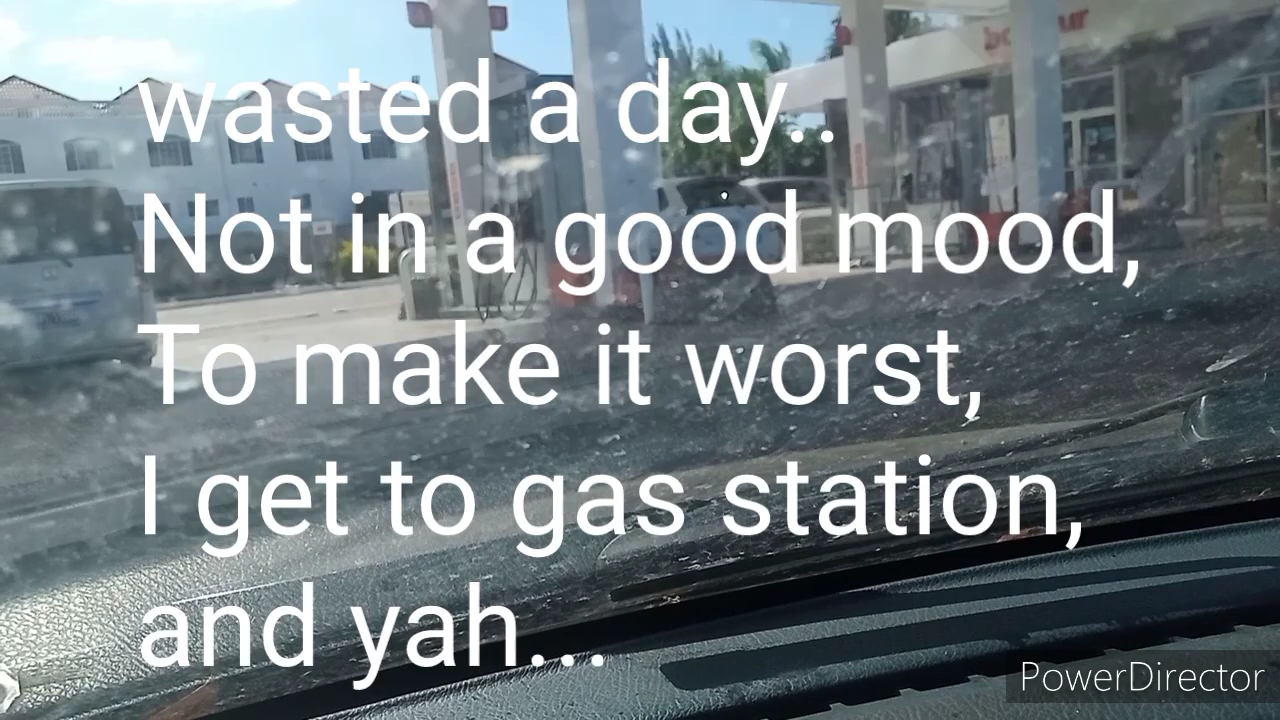 wasted a day..
Not in a good mood,
To make it worst,
I get to gas station,
and yah...
PowerDirector